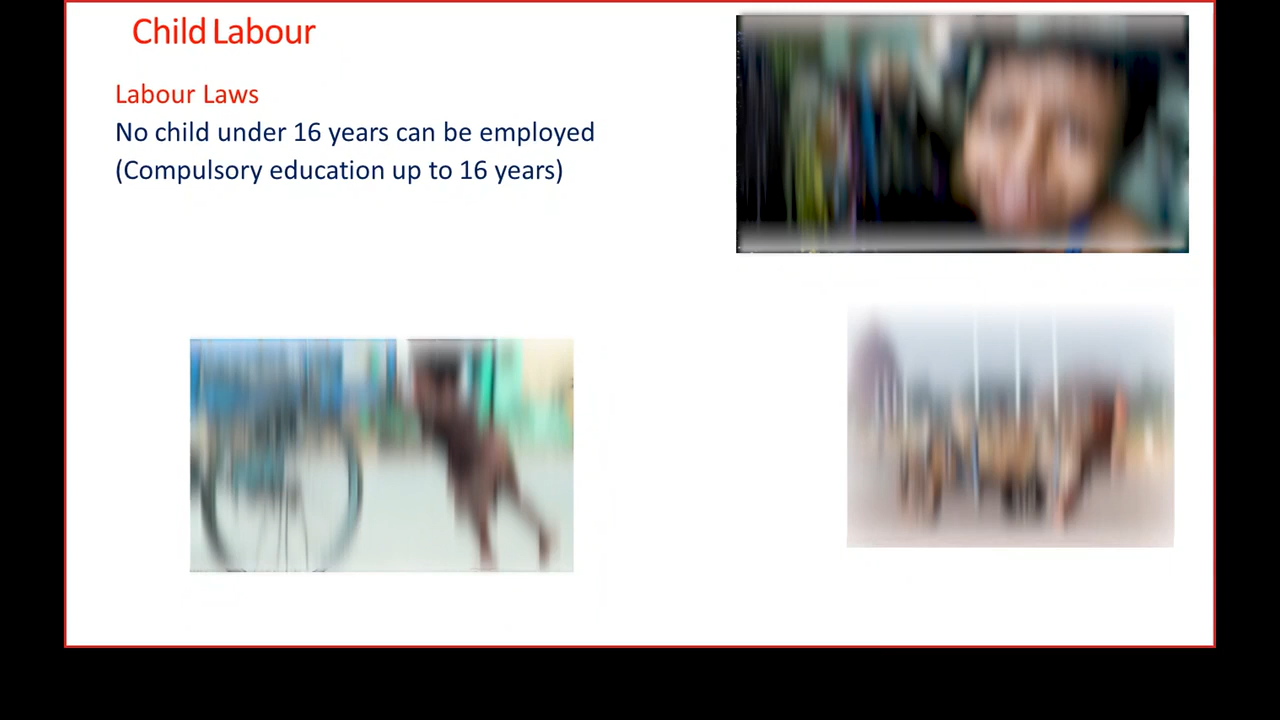 Child Labour
Labour Laws
No child under 16 years can be employed
(Compulsory education up to 16 years)